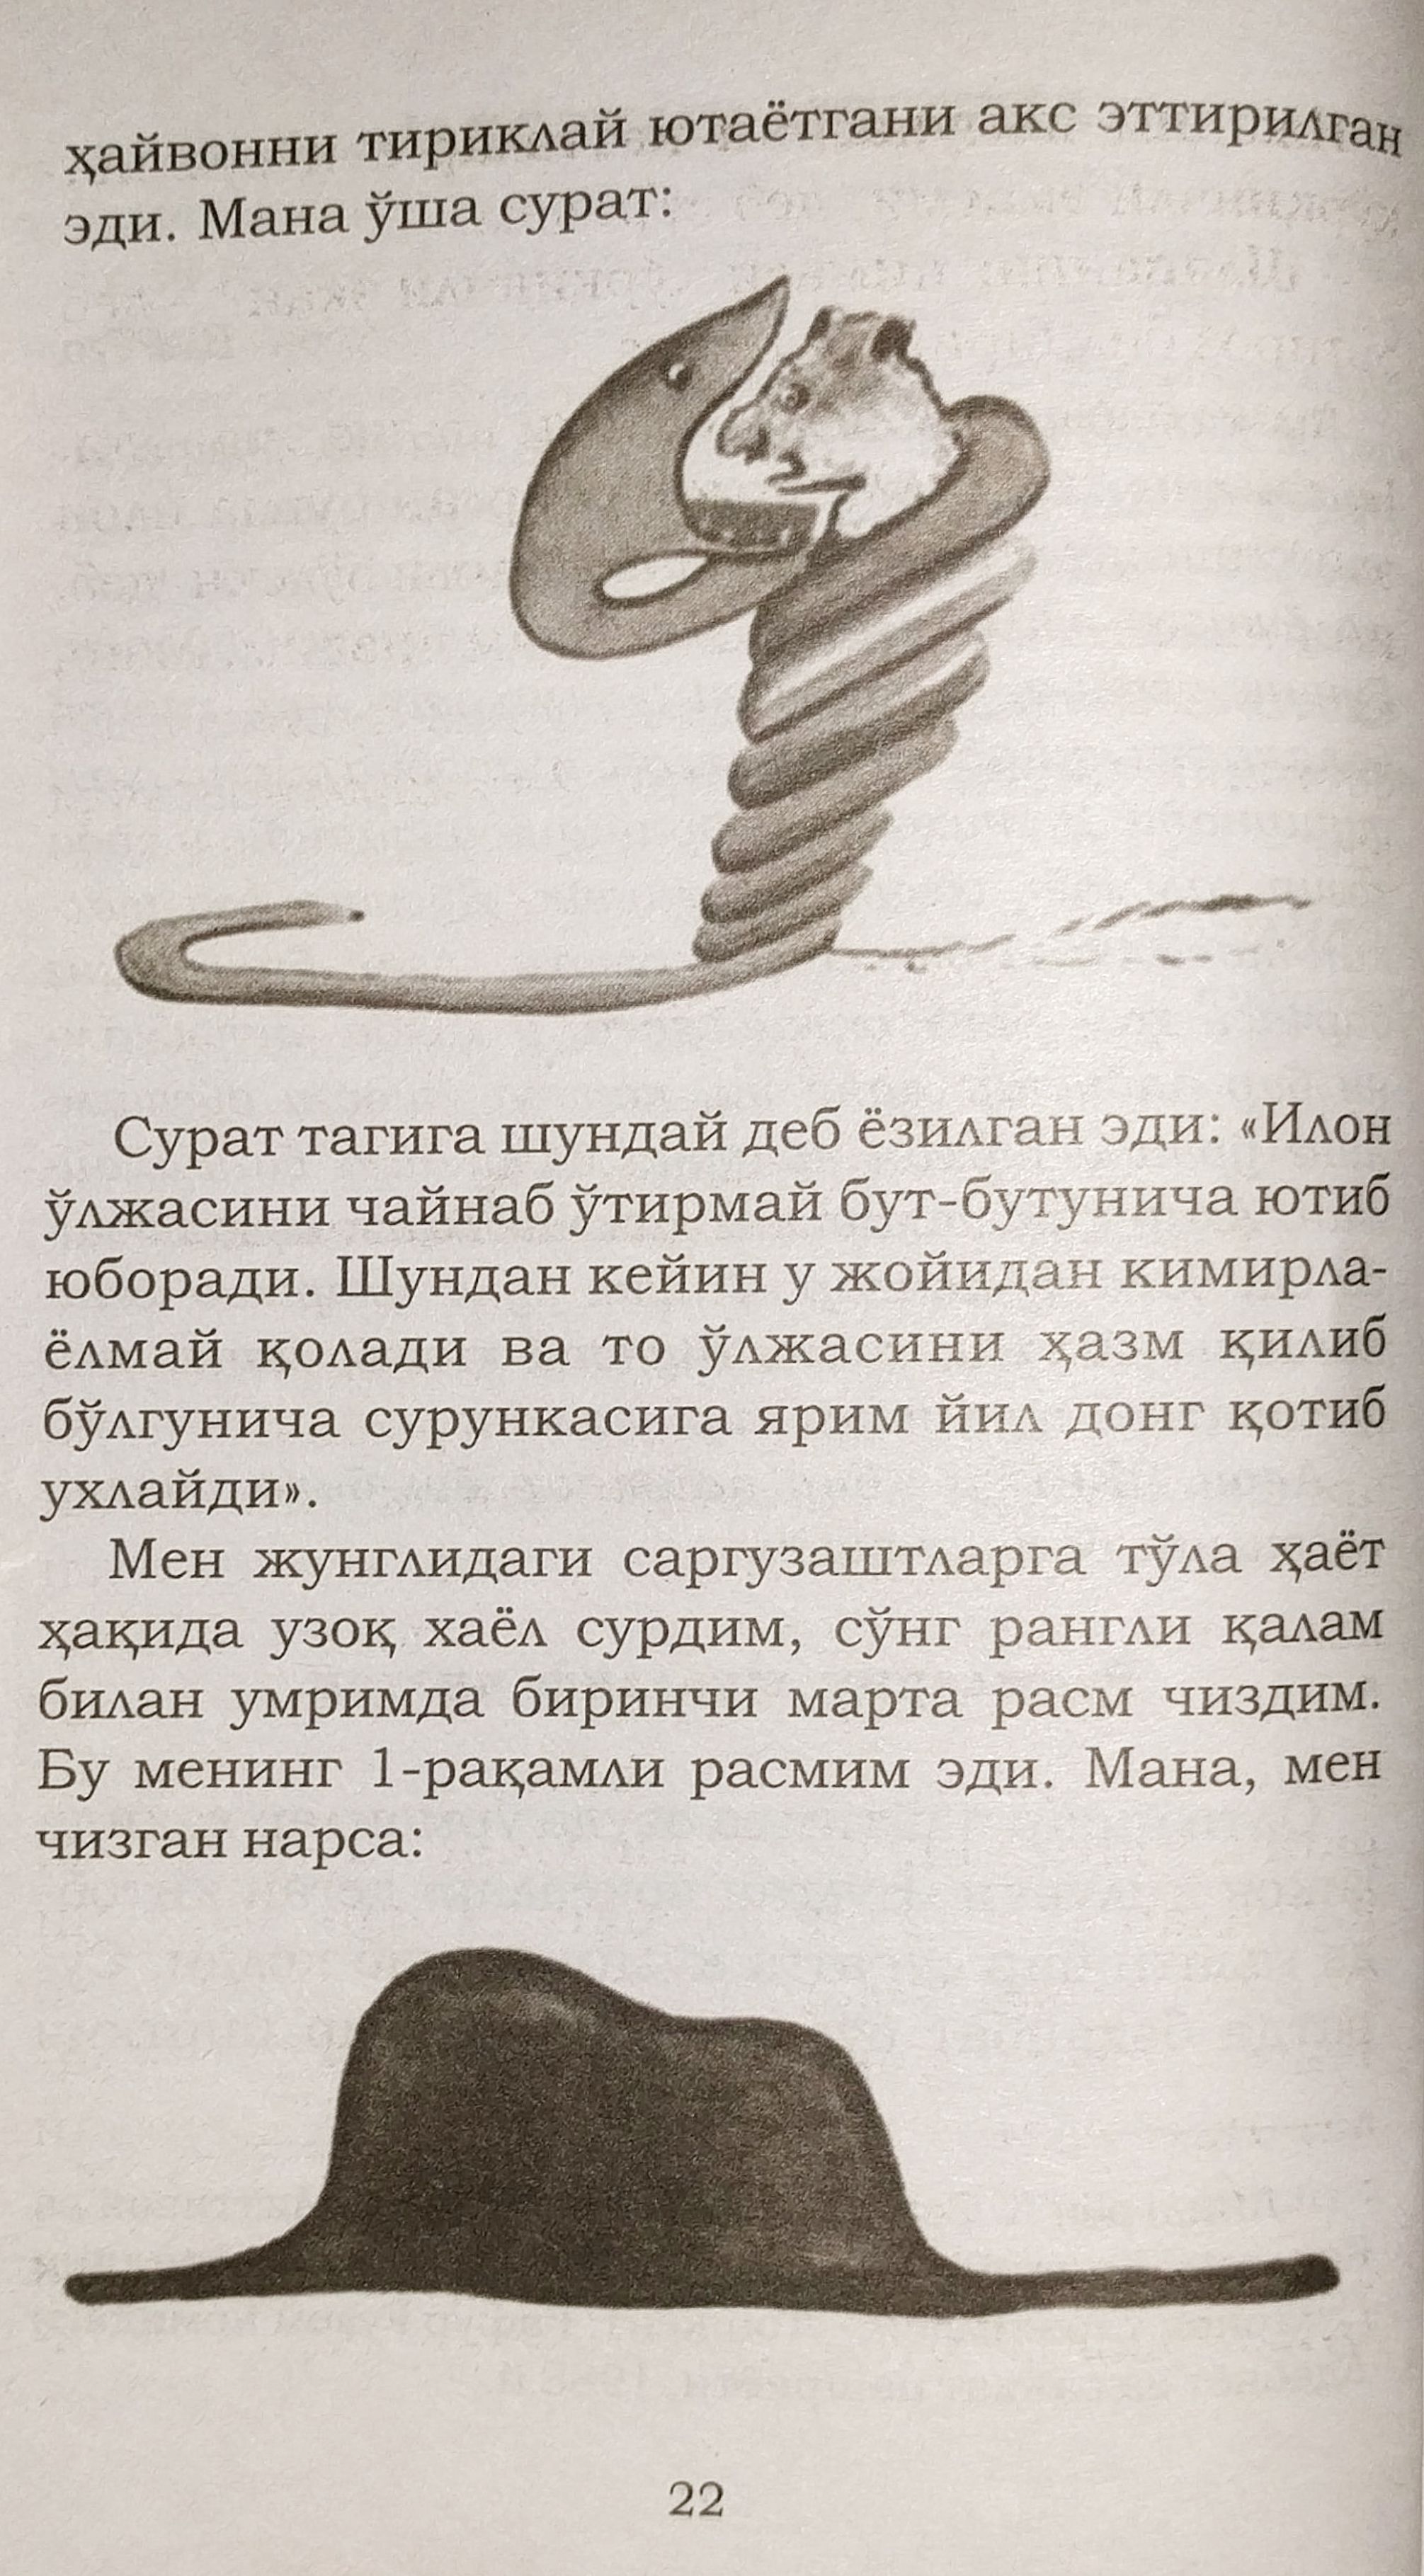 ҳайвонни тириклай ютаётгани акс эттирилган
эди. Мана ўша сурат:
Сурат тагига шундай деб ёзилган эди: «Илон
ўлжасини чайнаб ўтирмай бут-бутунича ютиб
юборади. Шундан кейин у жойидан кимирла-
ёлмай қолади ва то ўлжасини ҳазм қилиб
бўлгунича сурункасига ярим йил донг қотиб
ухлайди».
Мен жунглидаги саргузаштларга тўла ҳаёт
ҳақида узоқ хаёл сурдим, сўнг рангли қалам
билан умримда биринчи марта расм чиздим.
Бу менинг 1-рақамли расмим эди. Мана, мен
чизган нарса:
22